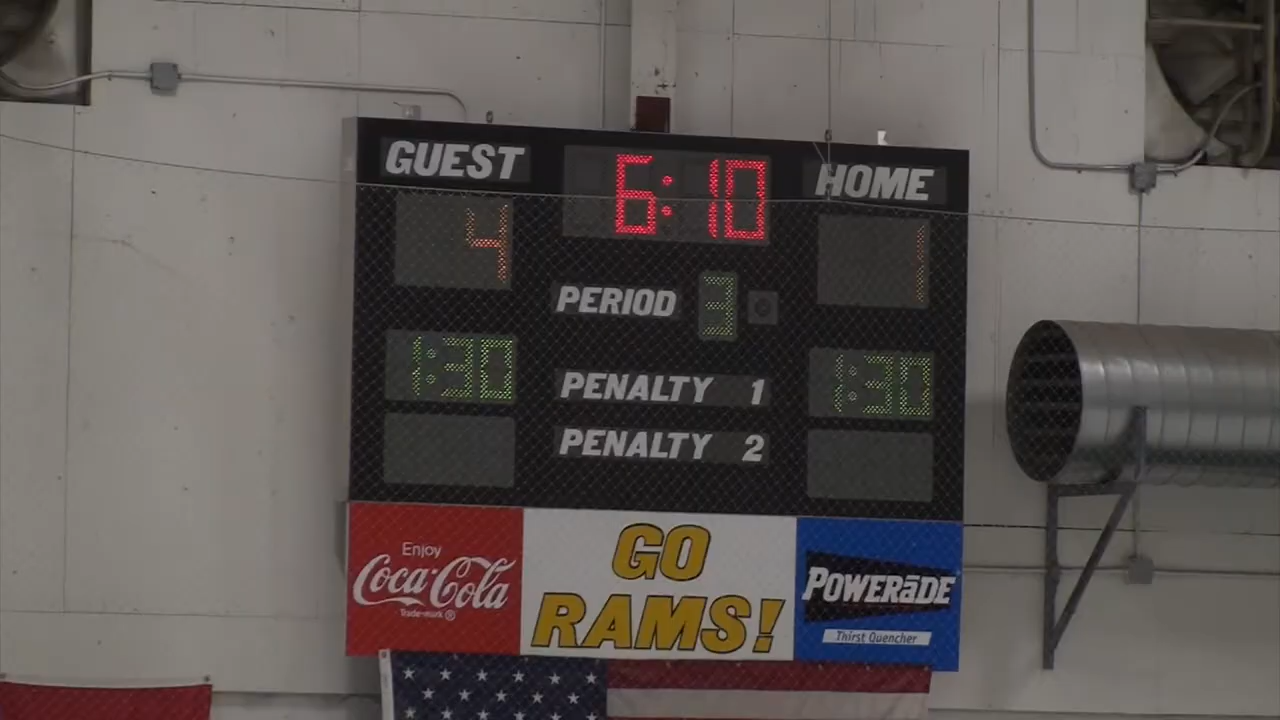 GUEST
6:10
HOME
4
1
PERIOD 3
1:30
PENALTY 1
1:30
PENALTY 2
Enjoy
Coca-Cola
Trade-mark ®
GO
RAMS!
POWERāDE
Thirst Quencher